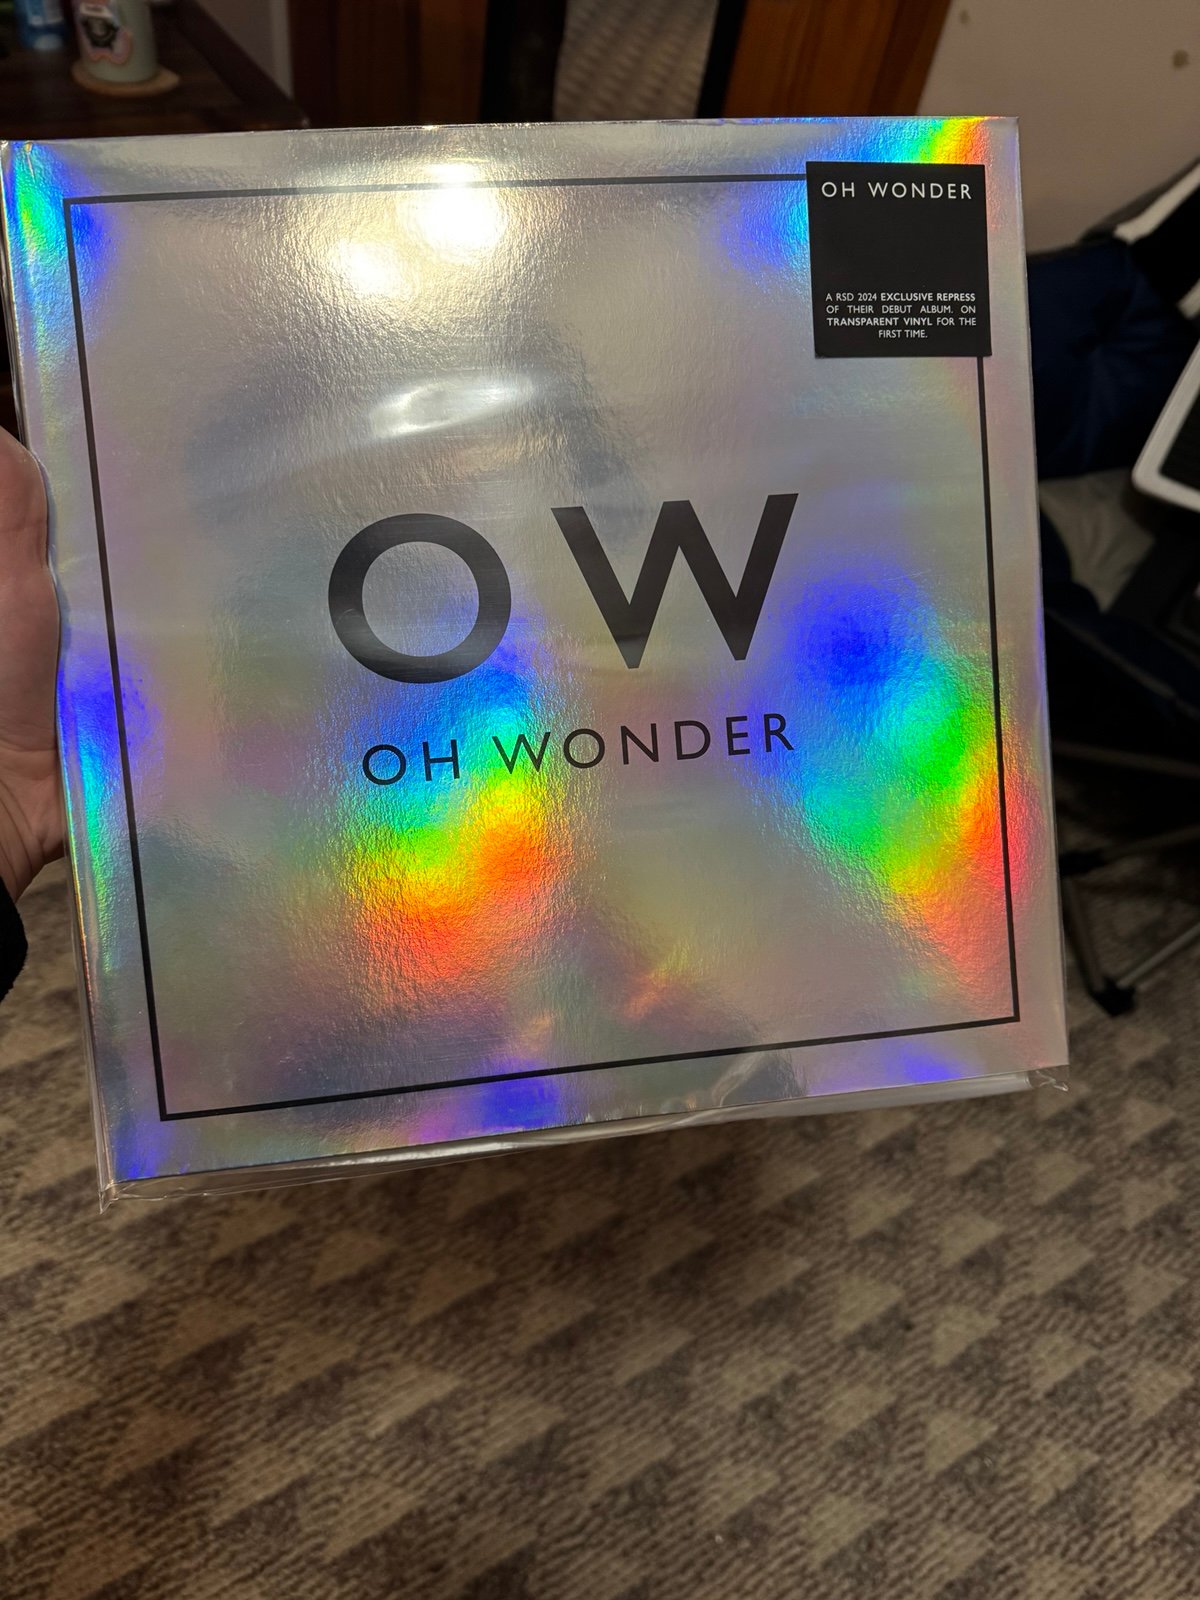 OH WONDER
A RSD 2024 EXCLUSIVE REPRESS
OF THEIR DEBUT ALBUM. ON
TRANSPARENT VINYL FOR THE
FIRST TIME.
OW
OH WONDER